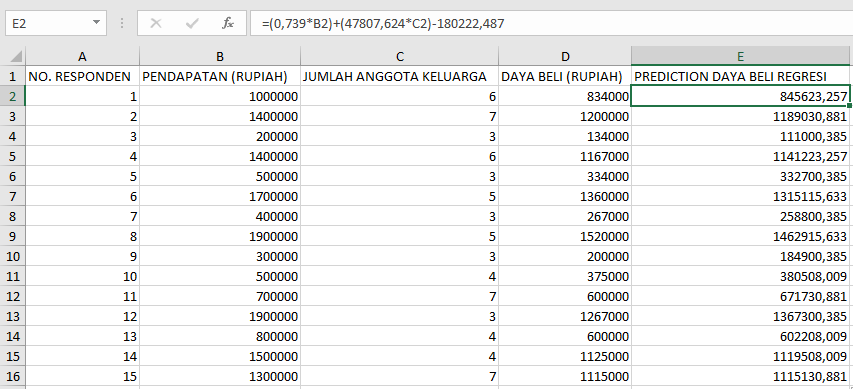 E2 fx =(0,739*B2)+(47807,624*C2)-180222,487
A B C D E
1 NO. RESPONDEN PENDAPATAN (RUPIAH) JUMLAH ANGGOTA KELUARGA DAYA BELI (RUPIAH) PREDICTION DAYA BELI REGRESI
2 1 1000000 6 834000 845623,257
3 2 1400000 7 1200000 1189030,881
4 3 200000 3 134000 111000,385
5 4 1400000 6 1167000 1141223,257
6 5 500000 3 334000 332700,385
7 6 1700000 5 1360000 1315115,633
8 7 400000 3 267000 258800,385
9 8 1900000 5 1520000 1462915,633
10 9 300000 3 200000 184900,385
11 10 500000 4 375000 380508,009
12 11 700000 7 600000 671730,881
13 12 1900000 3 1267000 1367300,385
14 13 800000 4 600000 602208,009
15 14 1500000 4 1125000 1119508,009
16 15 1300000 7 1115000 1115130,881